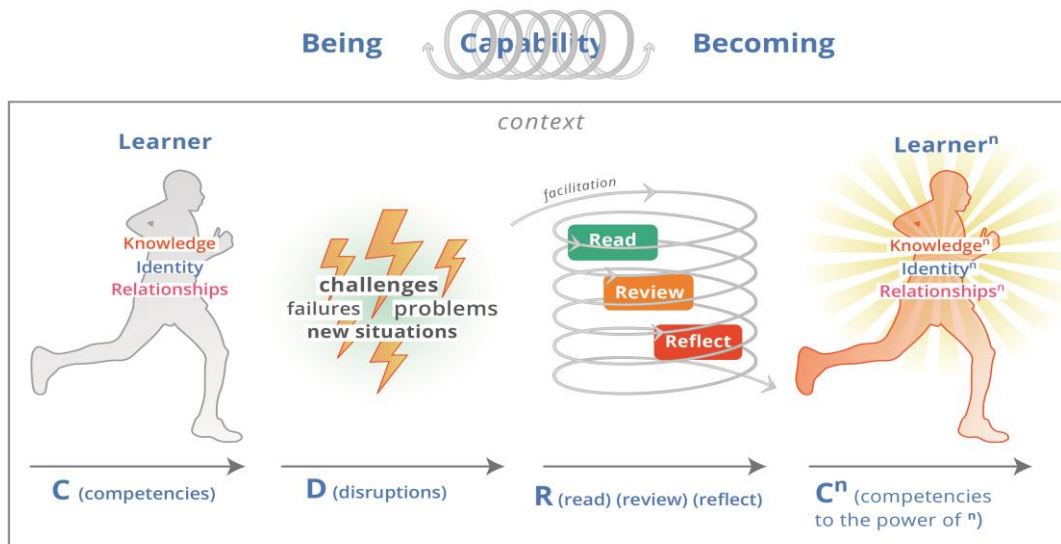 Being Capability Becoming
context
Learner
Knowledge
Identity
Relationships
challenges
failures problems
new situations
facilitation
Read
Review
Reflect
Learnerⁿ
Knowledgeⁿ
Identityⁿ
Relationshipsⁿ
C (competencies)
D (disruptions)
R (read) (review) (reflect)
Cⁿ (competencies
to the power of ⁿ)